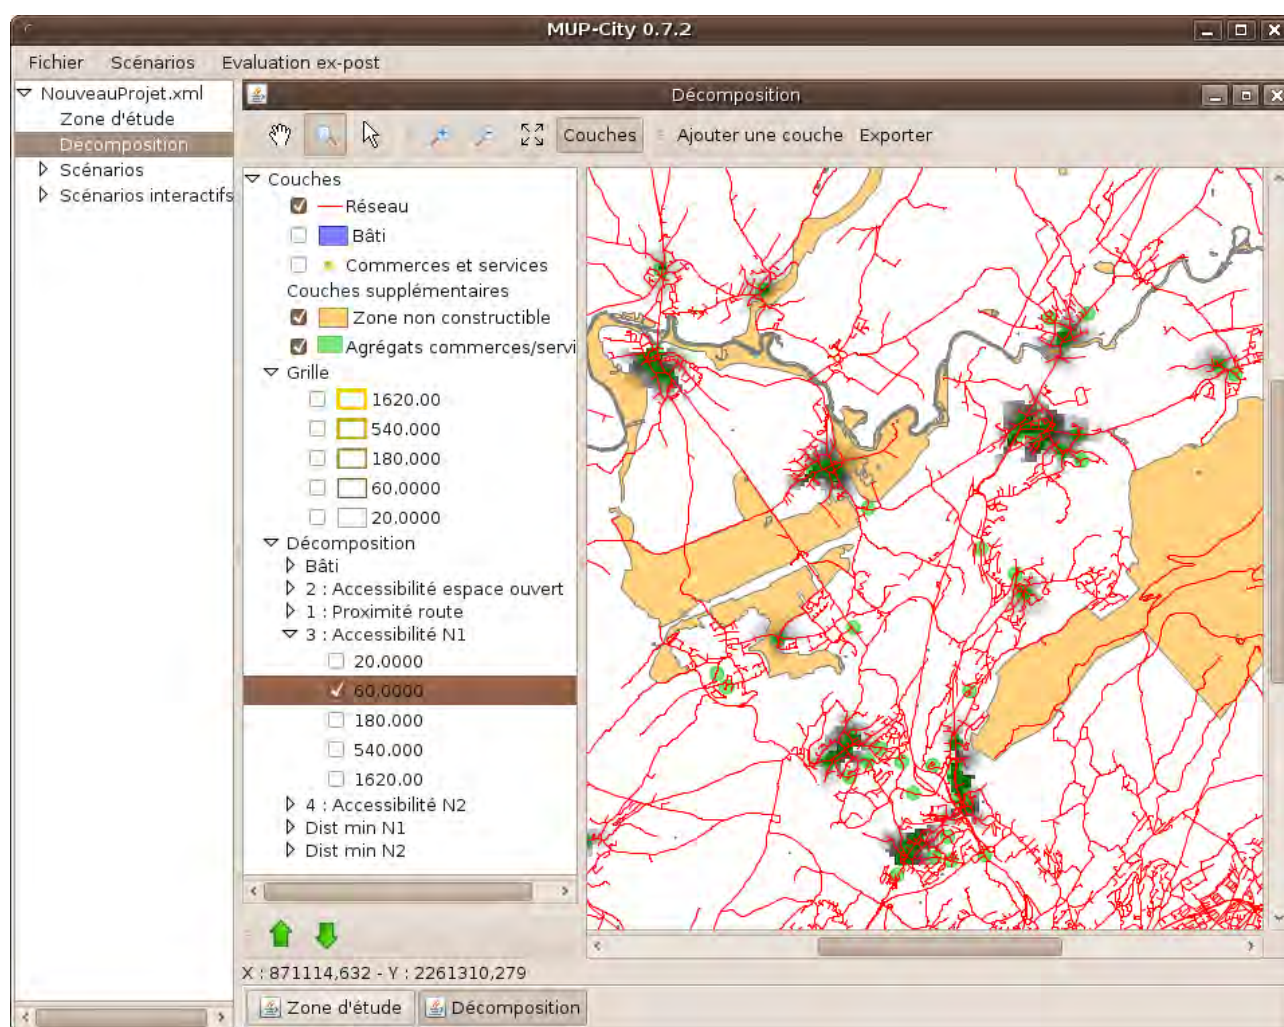 MUP-City 0.7.2
Fichier Scénarios Evaluation ex-post
NouveauProjet.xml
Zone d'étude
Décomposition
Scénarios
Scénarios interactifs
Décomposition
Couches Ajouter une couche Exporter
Couches
Réseau
Bâti
Commerces et services
Couches supplémentaires
Zone non constructible
Agrégats commerces/servi
Grille
1620.00
540.000
180,000
60,0000
20.0000
Décomposition
Bâti
2 : Accessibilité espace ouvert
1 : Proximité route
3 : Accessibilité N1
20.0000
60,0000
180.000
540.000
1620.00
4 : Accessibilité N2
Dist min N1
Dist min N2
X : 871114,632 - Y : 2261310,279
Zone d'étude Décomposition